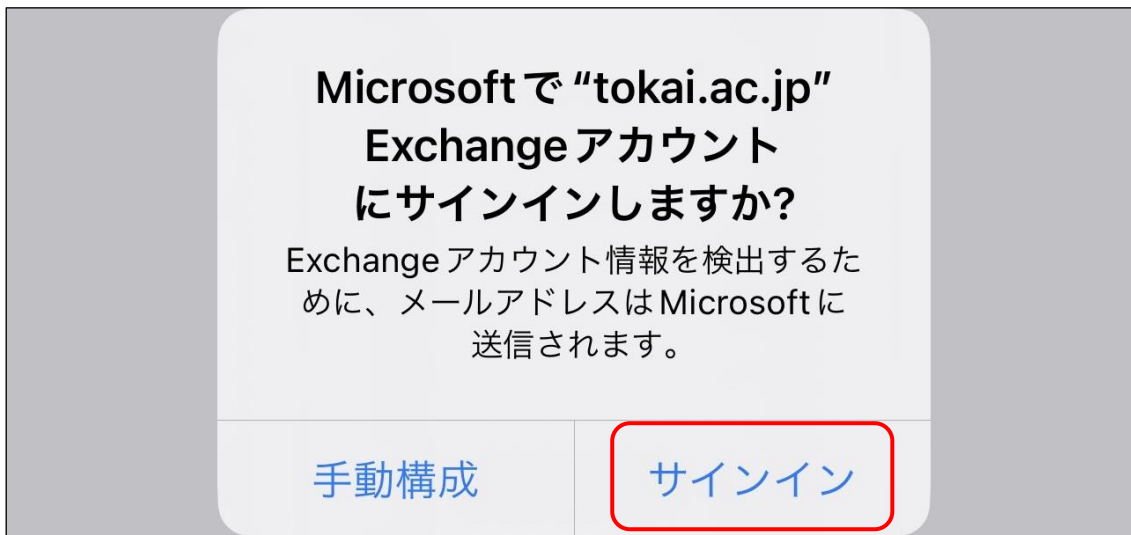 Microsoftで“tokai.ac.jp”
Exchangeアカウント
にサインインしますか?
Exchangeアカウント情報を検出するた
めに、メールアドレスはMicrosoftに
送信されます。
手動構成
サインイン